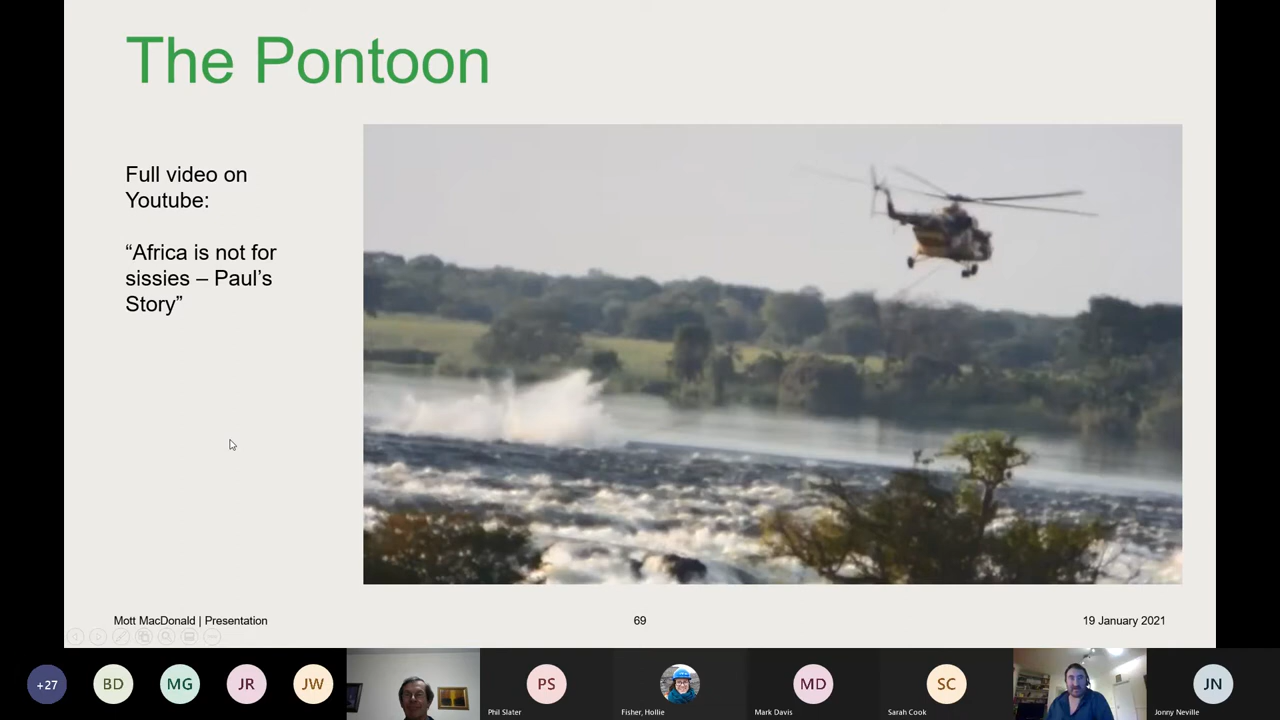 The Pontoon
Full video on
Youtube:
“Africa is not for
sissies – Paul’s
Story”
Mott MacDonald | Presentation
69
19 January 2021
+27
BD
MG
JR
JW
PS
Phil Slater
Fisher, Hollie
MD
Mark Davis
SC
Sarah Cook
JN
Jonny Neville